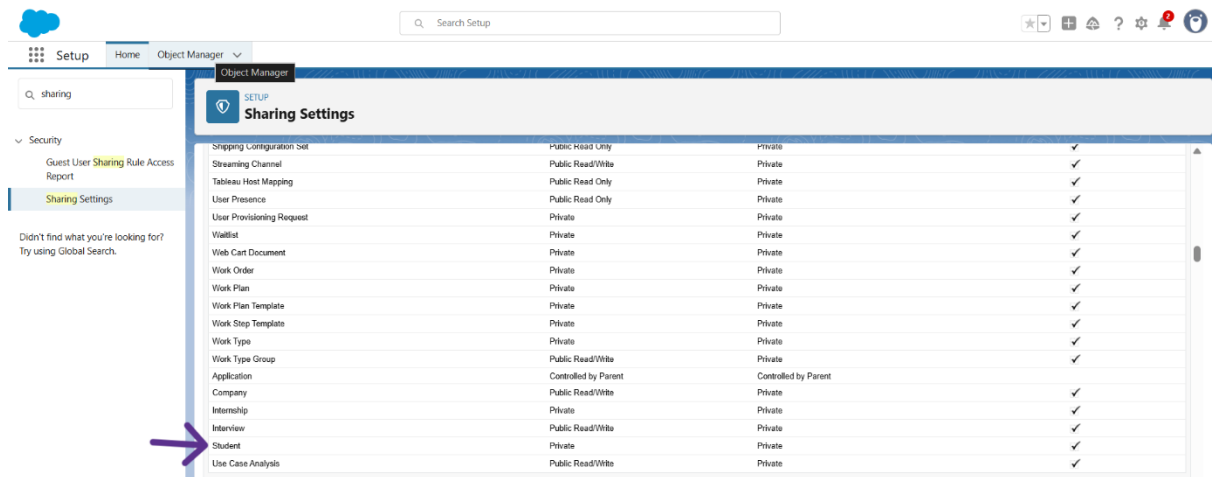 Search Setup
2
Setup Home Object Manager
Object Manager
sharing
SETUP
Sharing Settings
Security
Guest User Sharing Rule Access
Report
Sharing Settings
Didn't find what you're looking for?
Try using Global Search.
Shipping Configuration Set Public Read Only Private
Streaming Channel Public Read/Write Private
Tableau Host Mapping Public Read Only Private
User Presence Public Read Only Private
User Provisioning Request Private Private
Waitlist Private Private
Web Cart Document Private Private
Work Order Private Private
Work Plan Private Private
Work Plan Template Private Private
Work Step Template Private Private
Work Type Private Private
Work Type Group Public Read/Write Private
Application Controlled by Parent Controlled by Parent
Company Public Read/Write Private
Internship Private Private
Interview Public Read/Write Private
Student Private Private
Use Case Analysis Public Read/Write Private